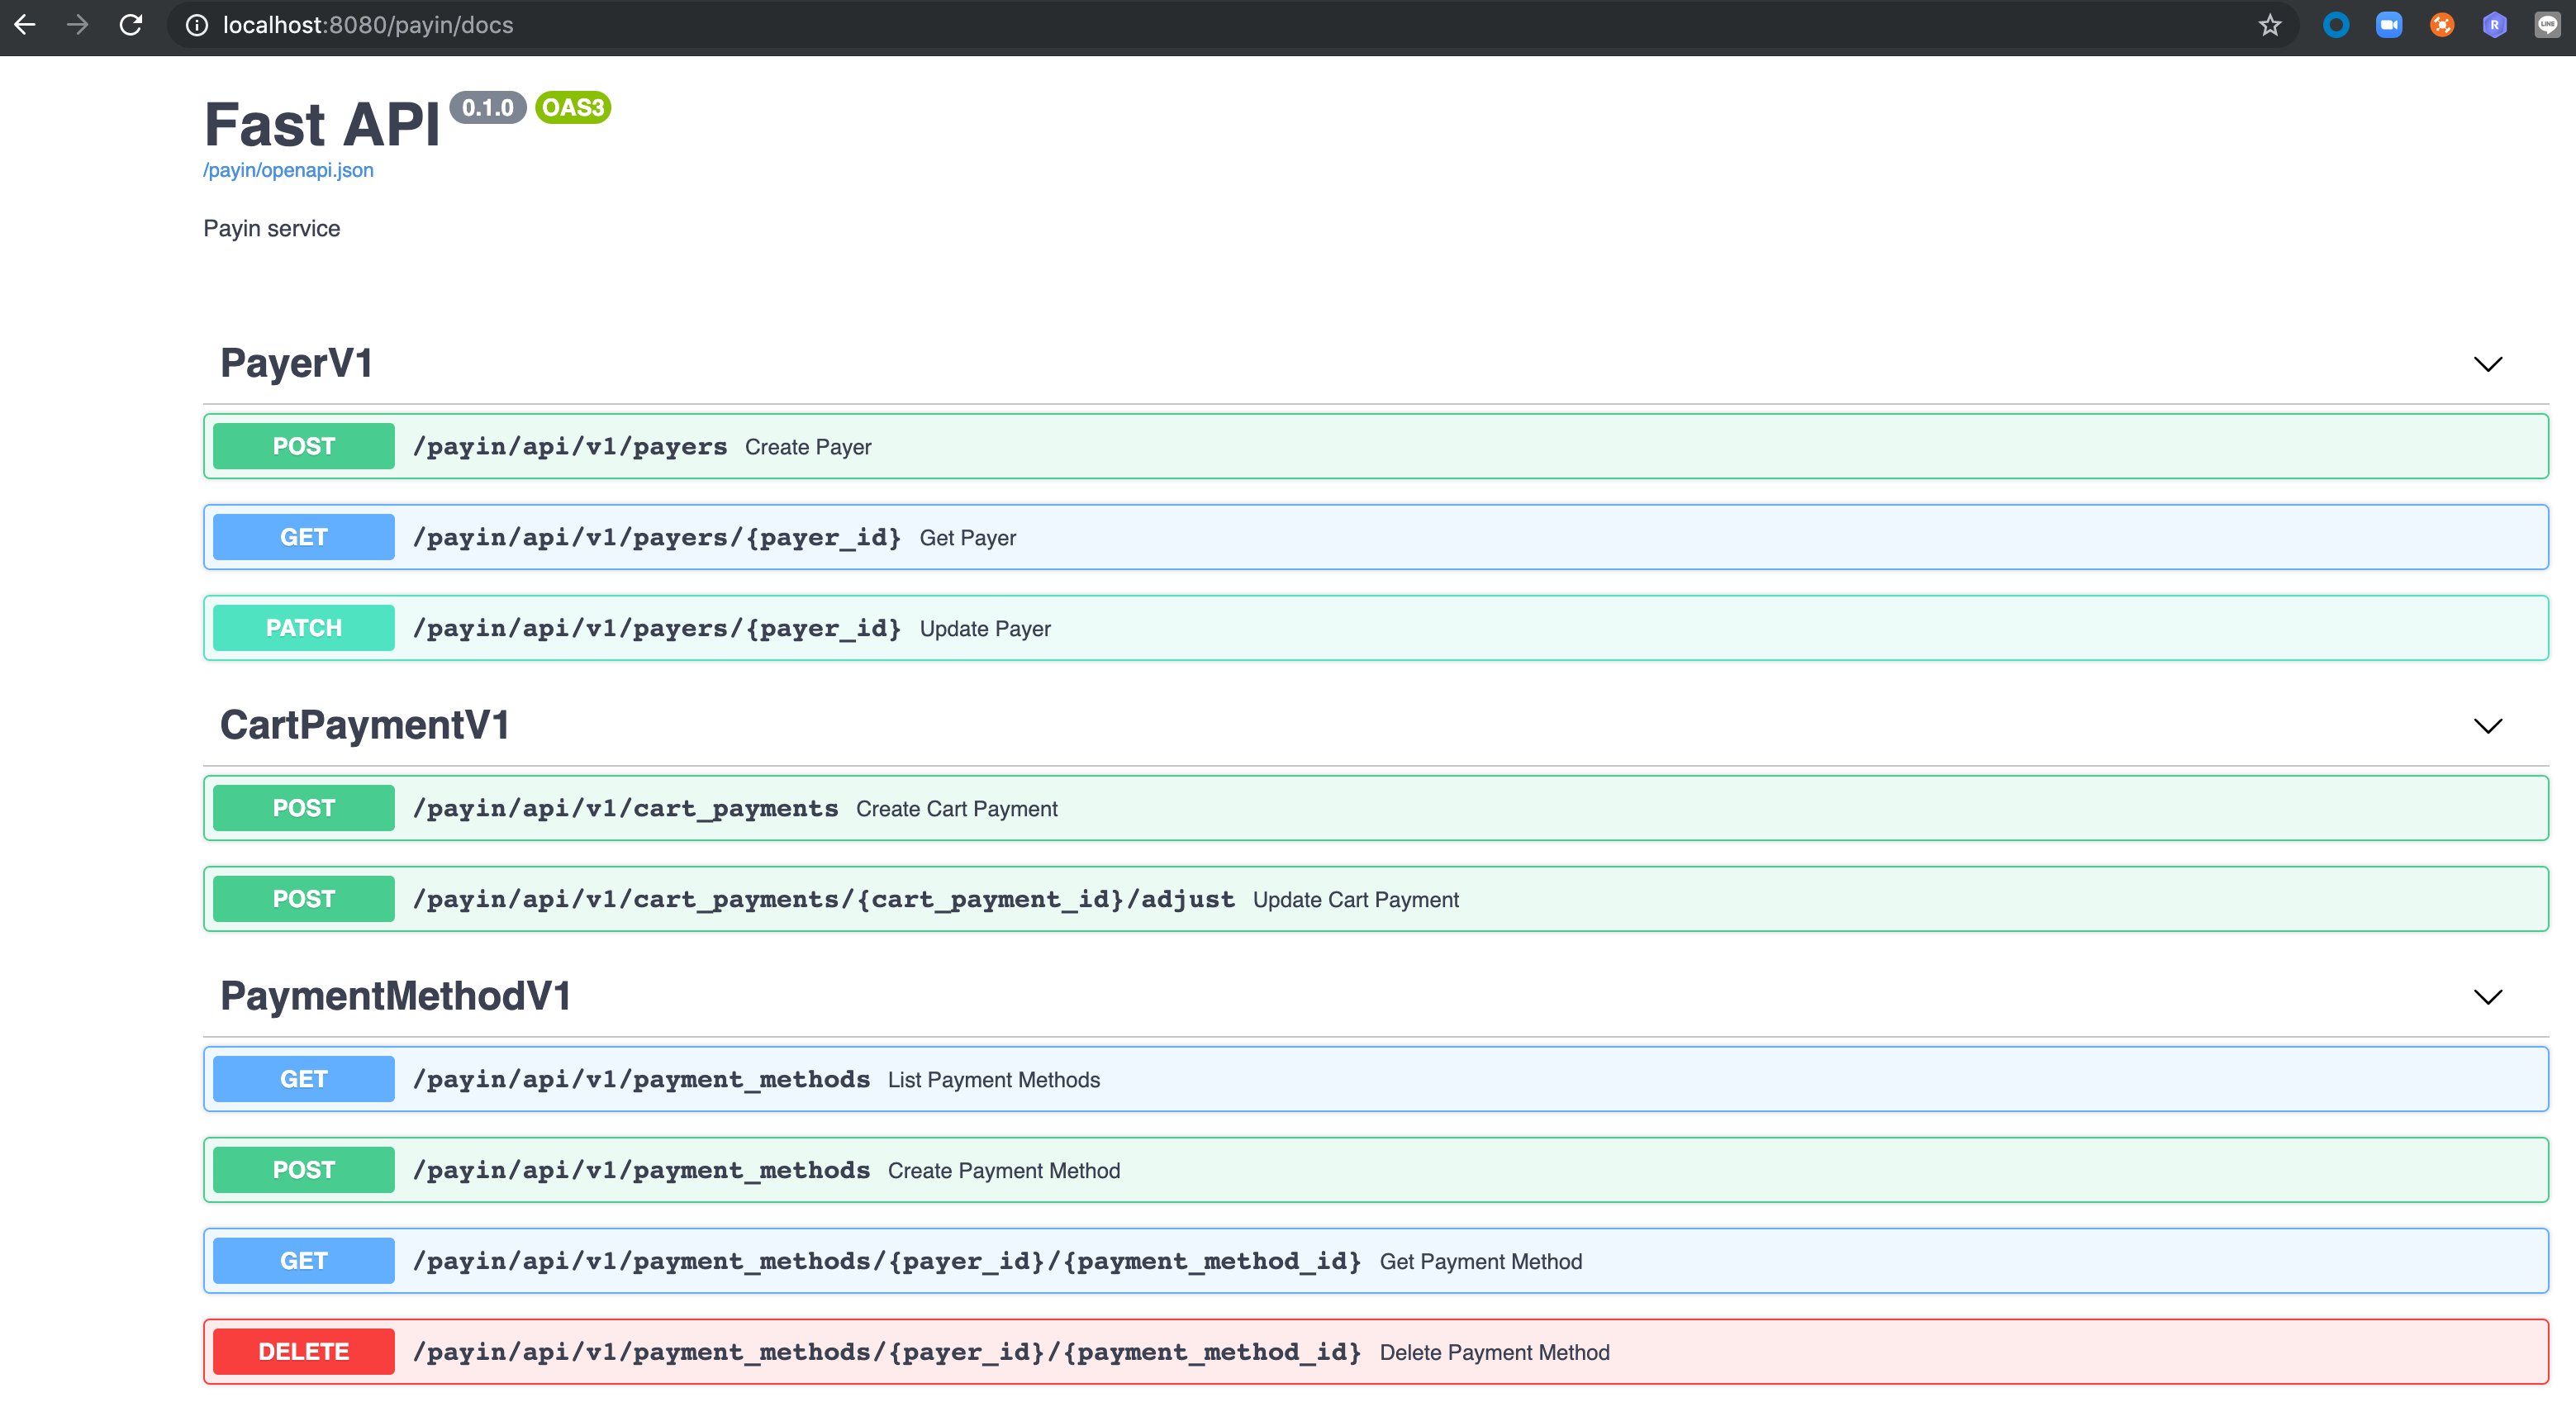 localhost:8080/payin/docs
R
LINE
Fast API 0.1.0 OAS3
/payin/openapi.json
Payin service
PayerV1
POST /payin/api/v1/payers Create Payer
GET /payin/api/v1/payers/{payer_id} Get Payer
PATCH /payin/api/v1/payers/{payer_id} Update Payer
CartPaymentV1
POST /payin/api/v1/cart_payments Create Cart Payment
POST /payin/api/v1/cart_payments/{cart_payment_id}/adjust Update Cart Payment
PaymentMethodV1
GET /payin/api/v1/payment_methods List Payment Methods
POST /payin/api/v1/payment_methods Create Payment Method
GET /payin/api/v1/payment_methods/{payer_id}/{payment_method_id} Get Payment Method
DELETE /payin/api/v1/payment_methods/{payer_id}/{payment_method_id} Delete Payment Method